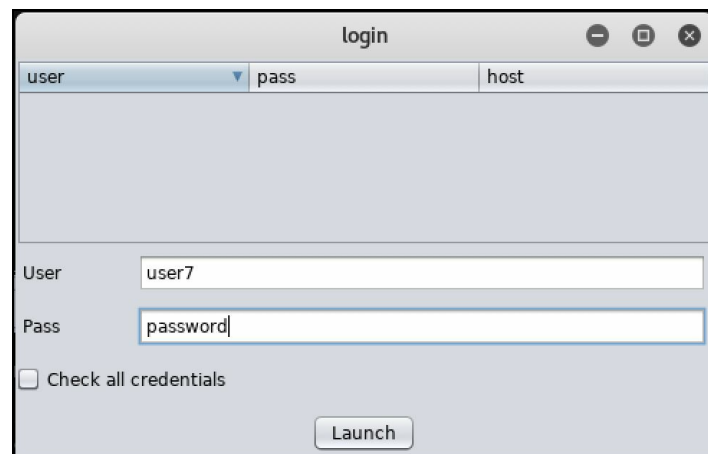 login
user pass host
User user7
Pass password
Check all credentials
Launch